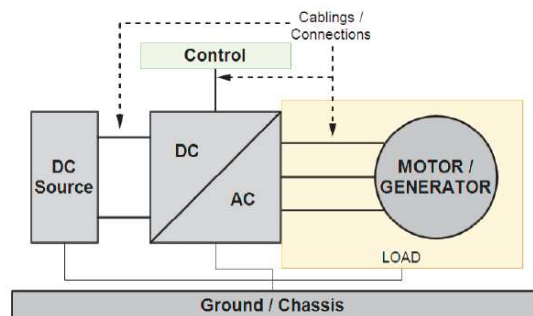 Cablings /
Connections
Control
DC
Source
DC
AC
MOTOR /
GENERATOR
LOAD
Ground / Chassis